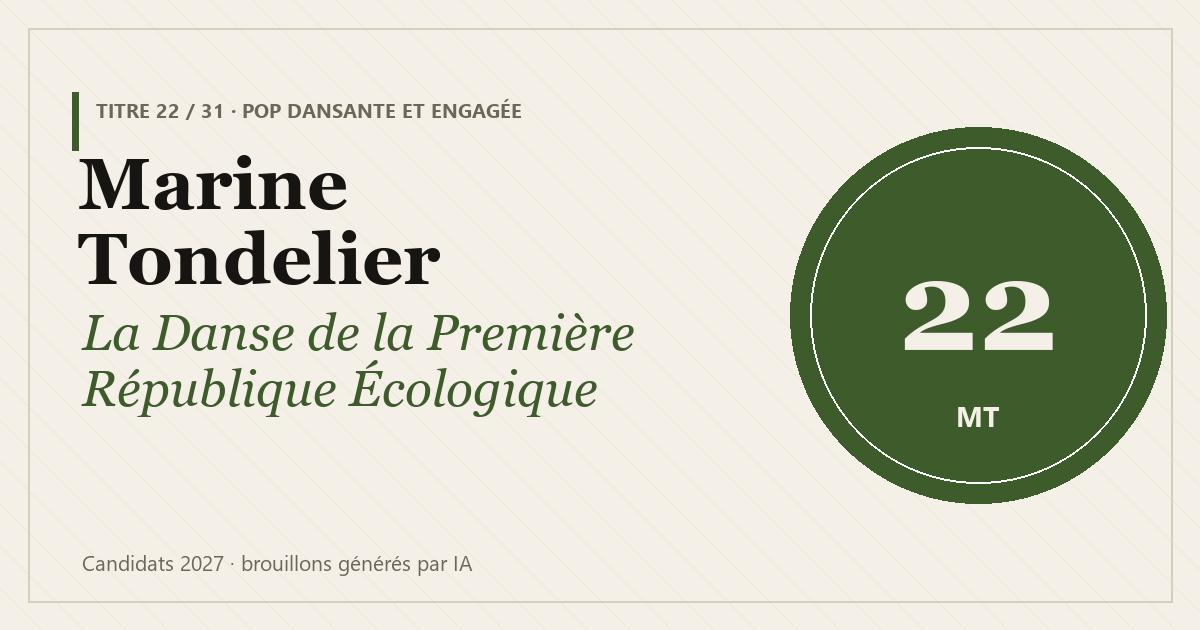 TITRE 22 / 31 · POP DANSANTE ET ENGAGÉE
Marine
Tondelier
La Danse de la Première
République Écologique
22
MT
Candidats 2027 · brouillons générés par IA